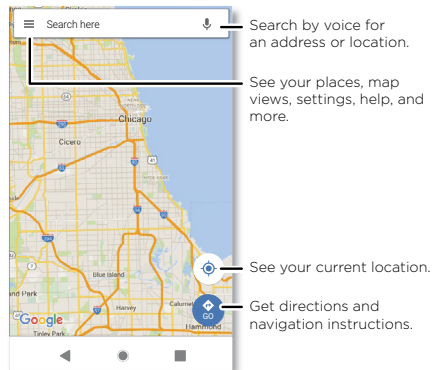 Search here
Search by voice for
an address or location.
See your places, map
views, settings, help, and
more.
Chicago
Cicero
Blue Island
nd Park
Harvey
Calumet
Google
Hammond
Tinley Park
See your current location.
GO
Get directions and
navigation instructions.